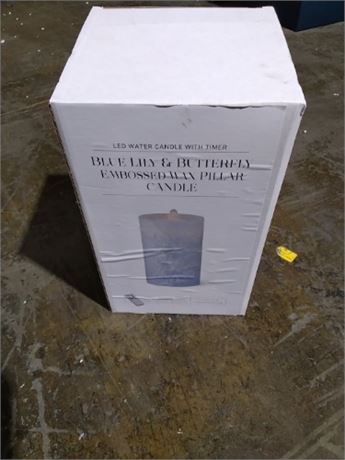 LED WATER CANDLE WITH TIMER
BLUE LILY & BUTTERFLY
EMBOSSED WAX PILLAR
CANDLE